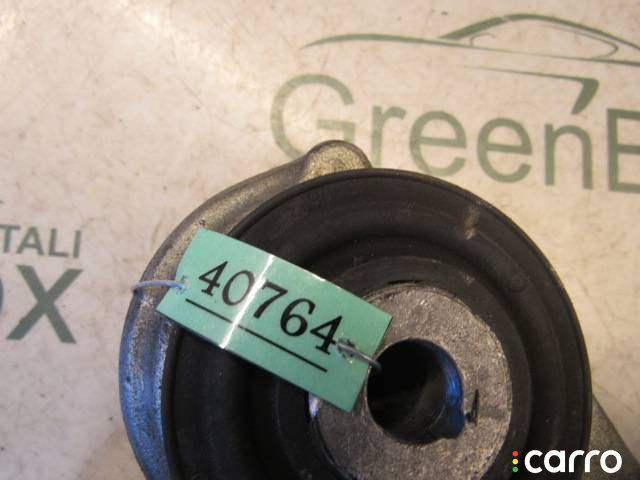 GreenB
TALI
OX
40764
carro